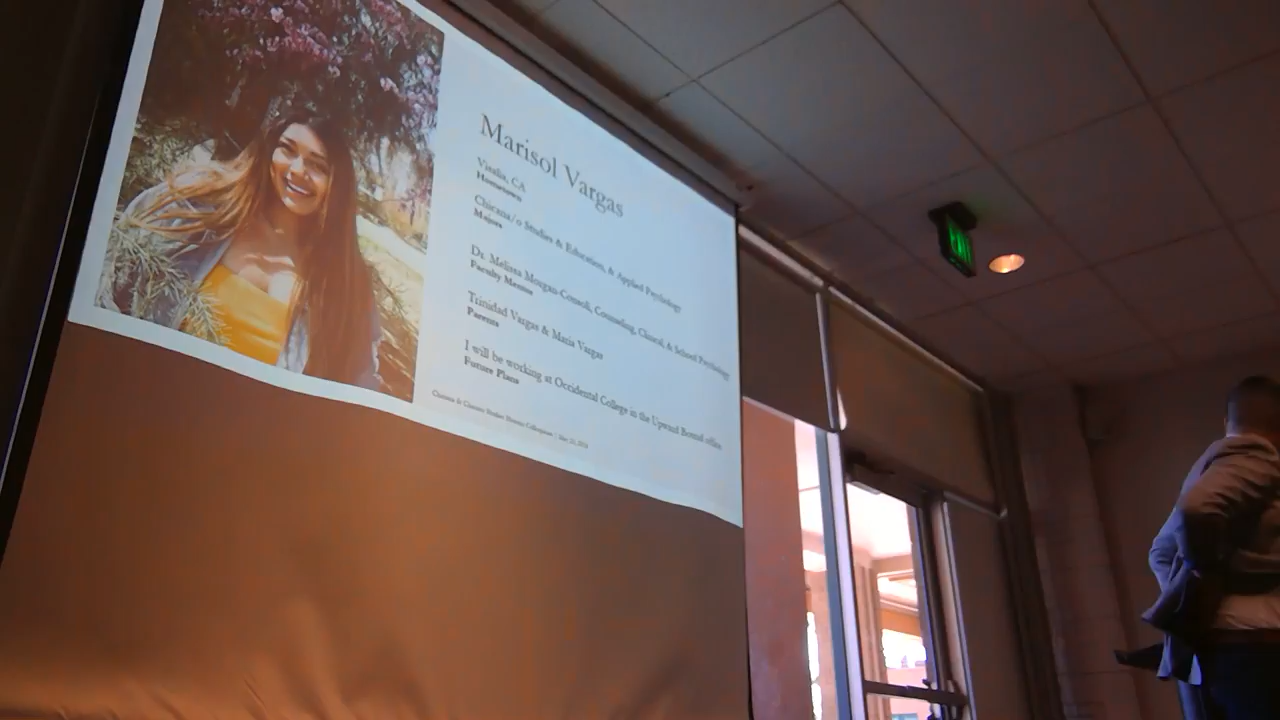 Marisol Vargas
Visalia, CA
Hometown
Chicana/o Studies & Education, & Applied Psychology
Majors
Dr. Melissa Morgan-Consoli, Counseling, Clinical, & School Psychology
Faculty Mentor
Trinidad Vargas & Maria Vargas
Parents
I will be working at Occidental College in the Upward Bound office
Future Plans